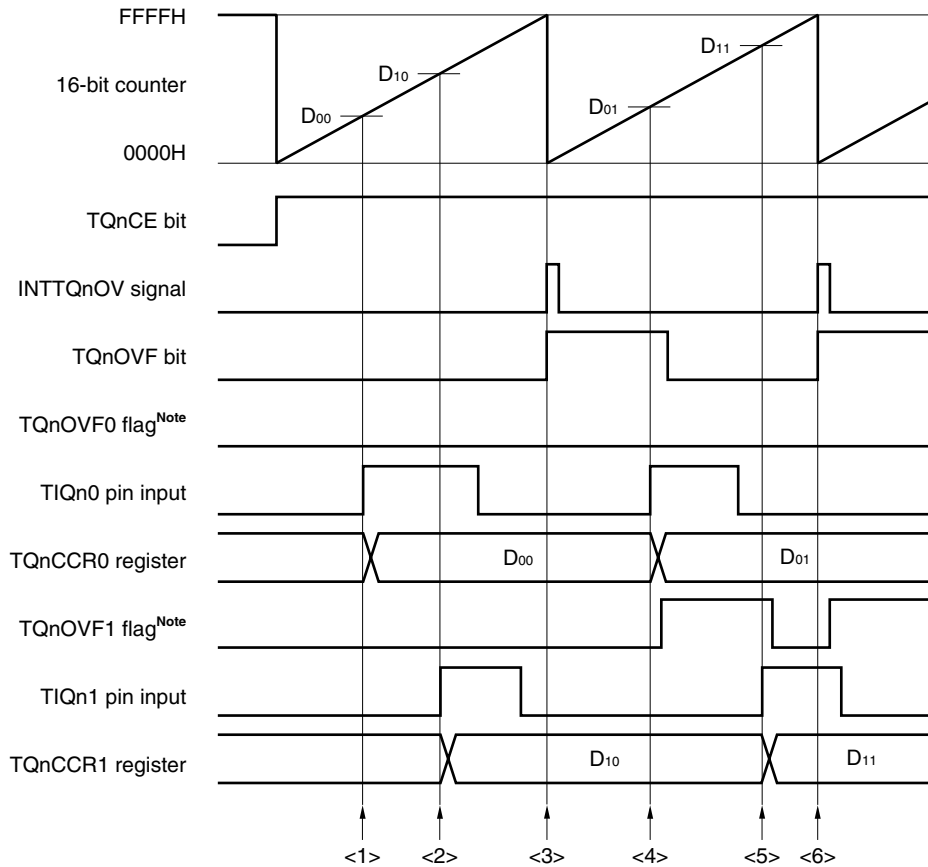 FFFFH
16-bit counter
0000H
D00
D10
D01
D11
TQnCE bit
INTTQnOV signal
TQnOVF bit
TQnOVF0 flagNote
TIQn0 pin input
TQnCCR0 register
D00
D01
TQnOVF1 flagNote
TIQn1 pin input
TQnCCR1 register
D10
D11
<1> <2> <3> <4> <5> <6>